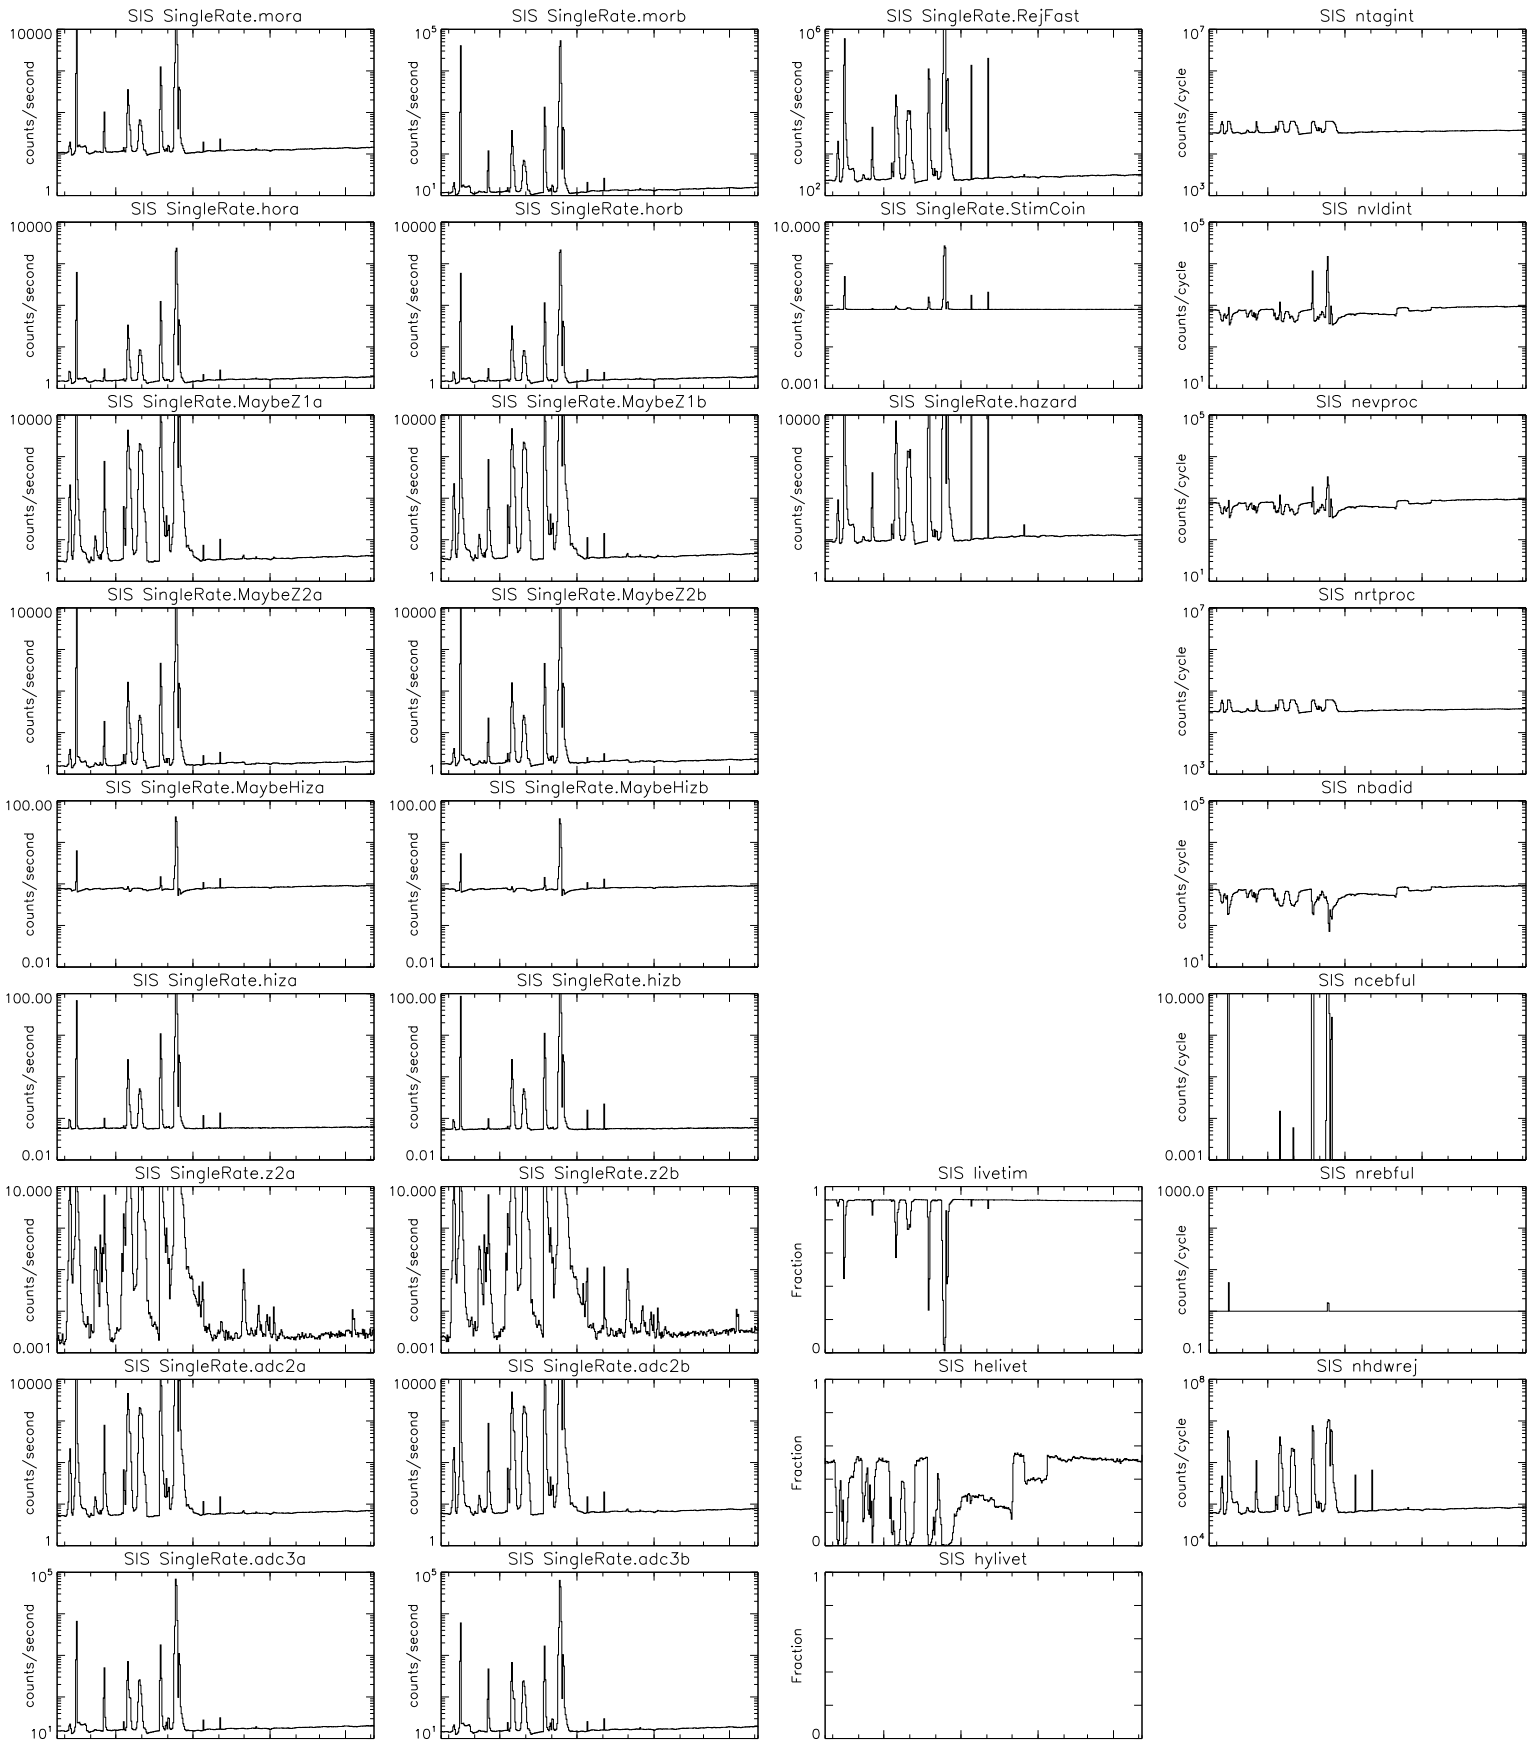 SIS SingleRate.mora
10000
counts/second
1
SIS SingleRate.morb
10^5
counts/second
10^1
SIS SingleRate.RejFast
10^6
counts/second
10^2
SIS ntagint
10^7
counts/cycle
10^3
SIS SingleRate.hora
10000
counts/second
1
SIS SingleRate.horb
10000
counts/second
1
SIS SingleRate.StimCoin
10.000
counts/second
0.001
SIS nvldint
10^5
counts/cycle
10^1
SIS SingleRate.MaybeZ1a
10000
counts/second
1
SIS SingleRate.MaybeZ1b
10000
counts/second
1
SIS SingleRate.hazard
10000
counts/second
1
SIS nevproc
10^5
counts/cycle
10^1
SIS SingleRate.MaybeZ2a
10000
counts/second
1
SIS SingleRate.MaybeZ2b
10000
counts/second
1
SIS nrtproc
10^7
counts/cycle
10^3
SIS SingleRate.MaybeHiza
100.00
counts/second
0.01
SIS SingleRate.MaybeHizb
100.00
counts/second
0.01
SIS nbadid
10^5
counts/cycle
10^1
SIS SingleRate.hiza
100.00
counts/second
0.01
SIS SingleRate.hizb
100.00
counts/second
0.01
SIS ncebful
10.000
counts/cycle
0.001
SIS SingleRate.z2a
10.000
counts/second
0.001
SIS SingleRate.z2b
10.000
counts/second
0.001
SIS livetim
1
Fraction
0
SIS nrebful
1000.0
counts/cycle
0.1
SIS SingleRate.adc2a
10000
counts/second
1
SIS SingleRate.adc2b
10000
counts/second
1
SIS helivet
1
Fraction
0
SIS nhdwrej
10^8
counts/cycle
10^4
SIS SingleRate.adc3a
10^5
counts/second
10^1
SIS SingleRate.adc3b
10^5
counts/second
10^1
SIS hylivet
1
Fraction
0